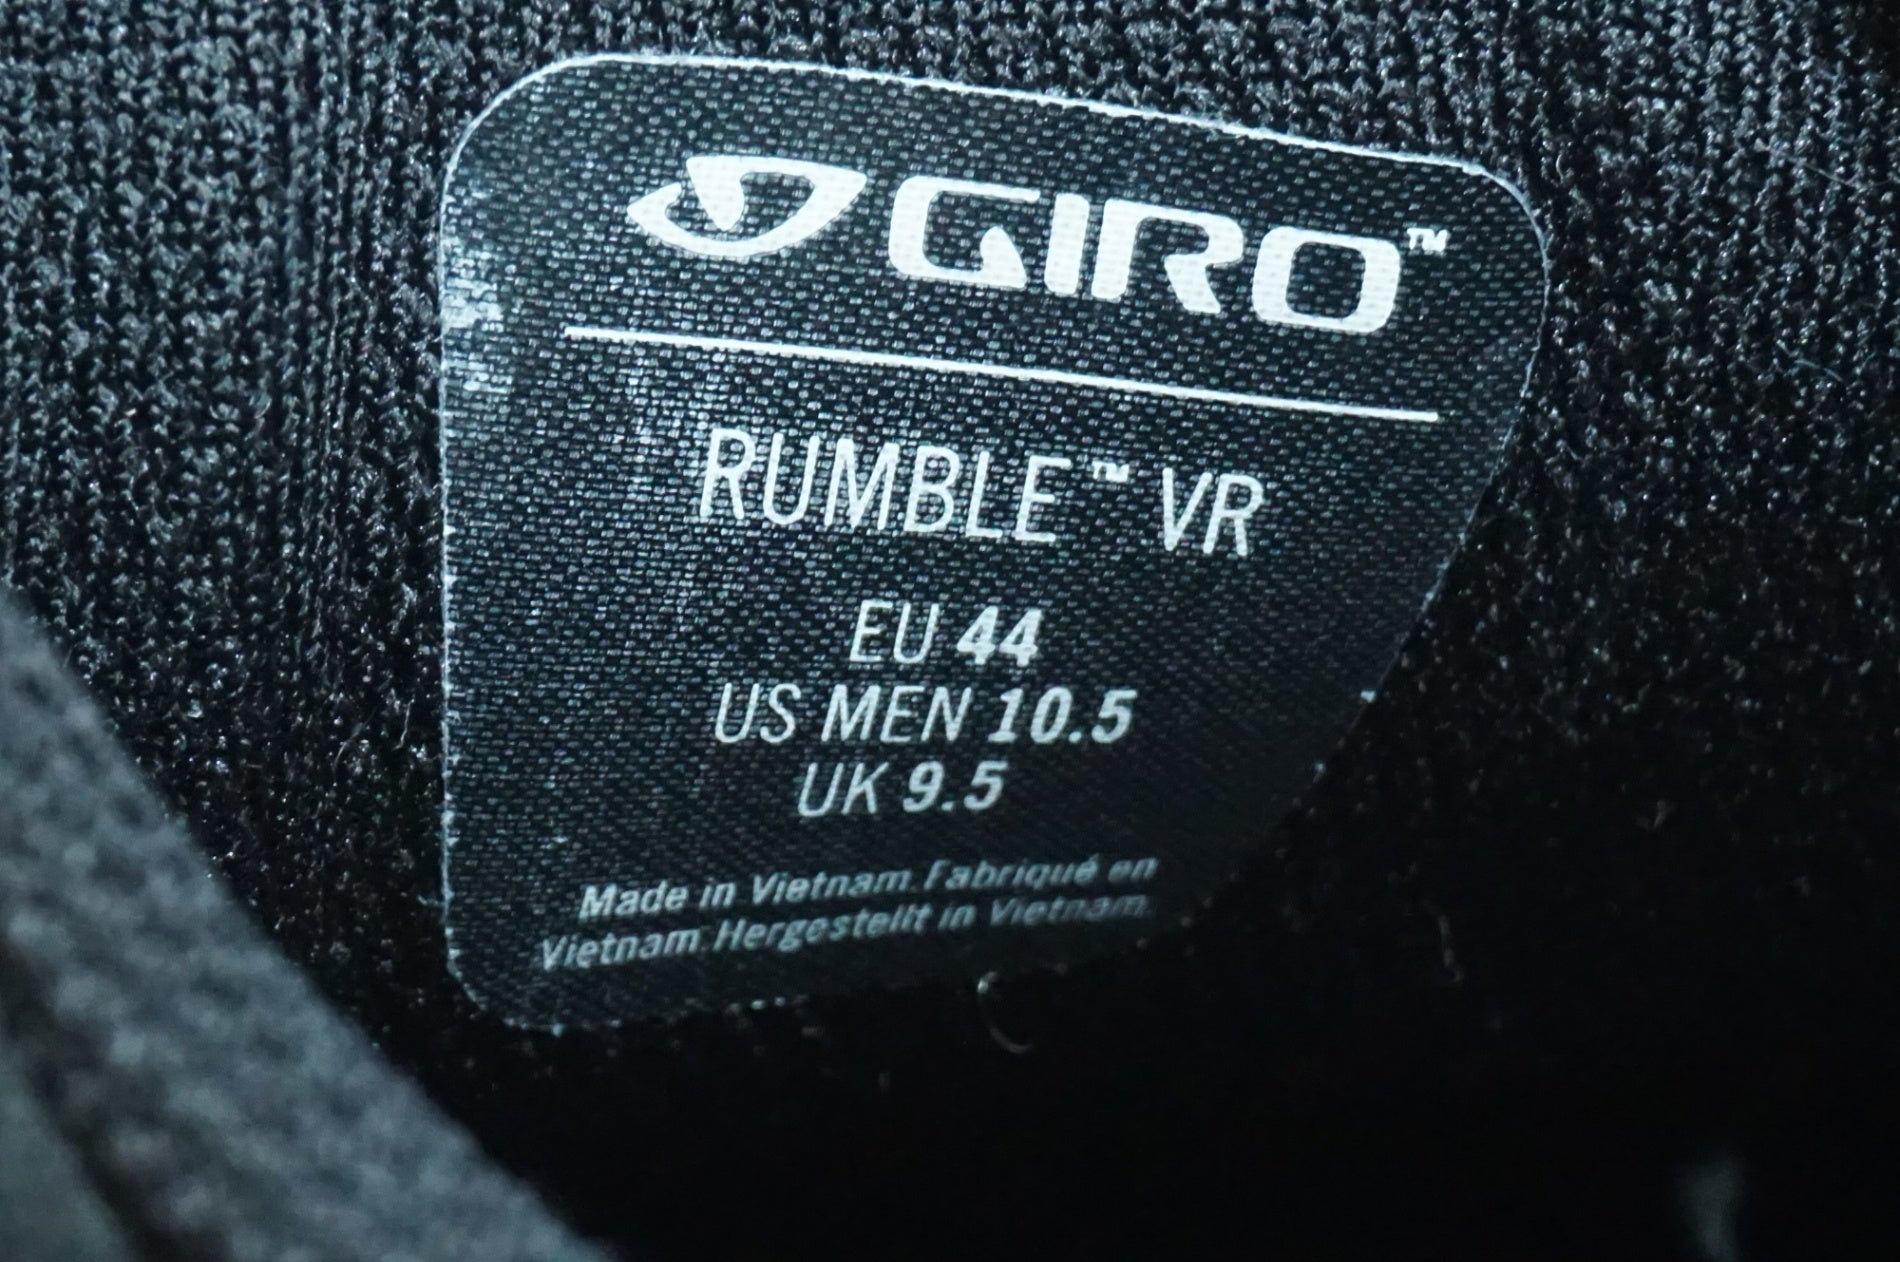 GIRO™
RUMBLE™ VR
EU 44
US MEN 10.5
UK 9.5
Made in Vietnam. Fabriqué en
Vietnam. Hergestellt in Vietnam.